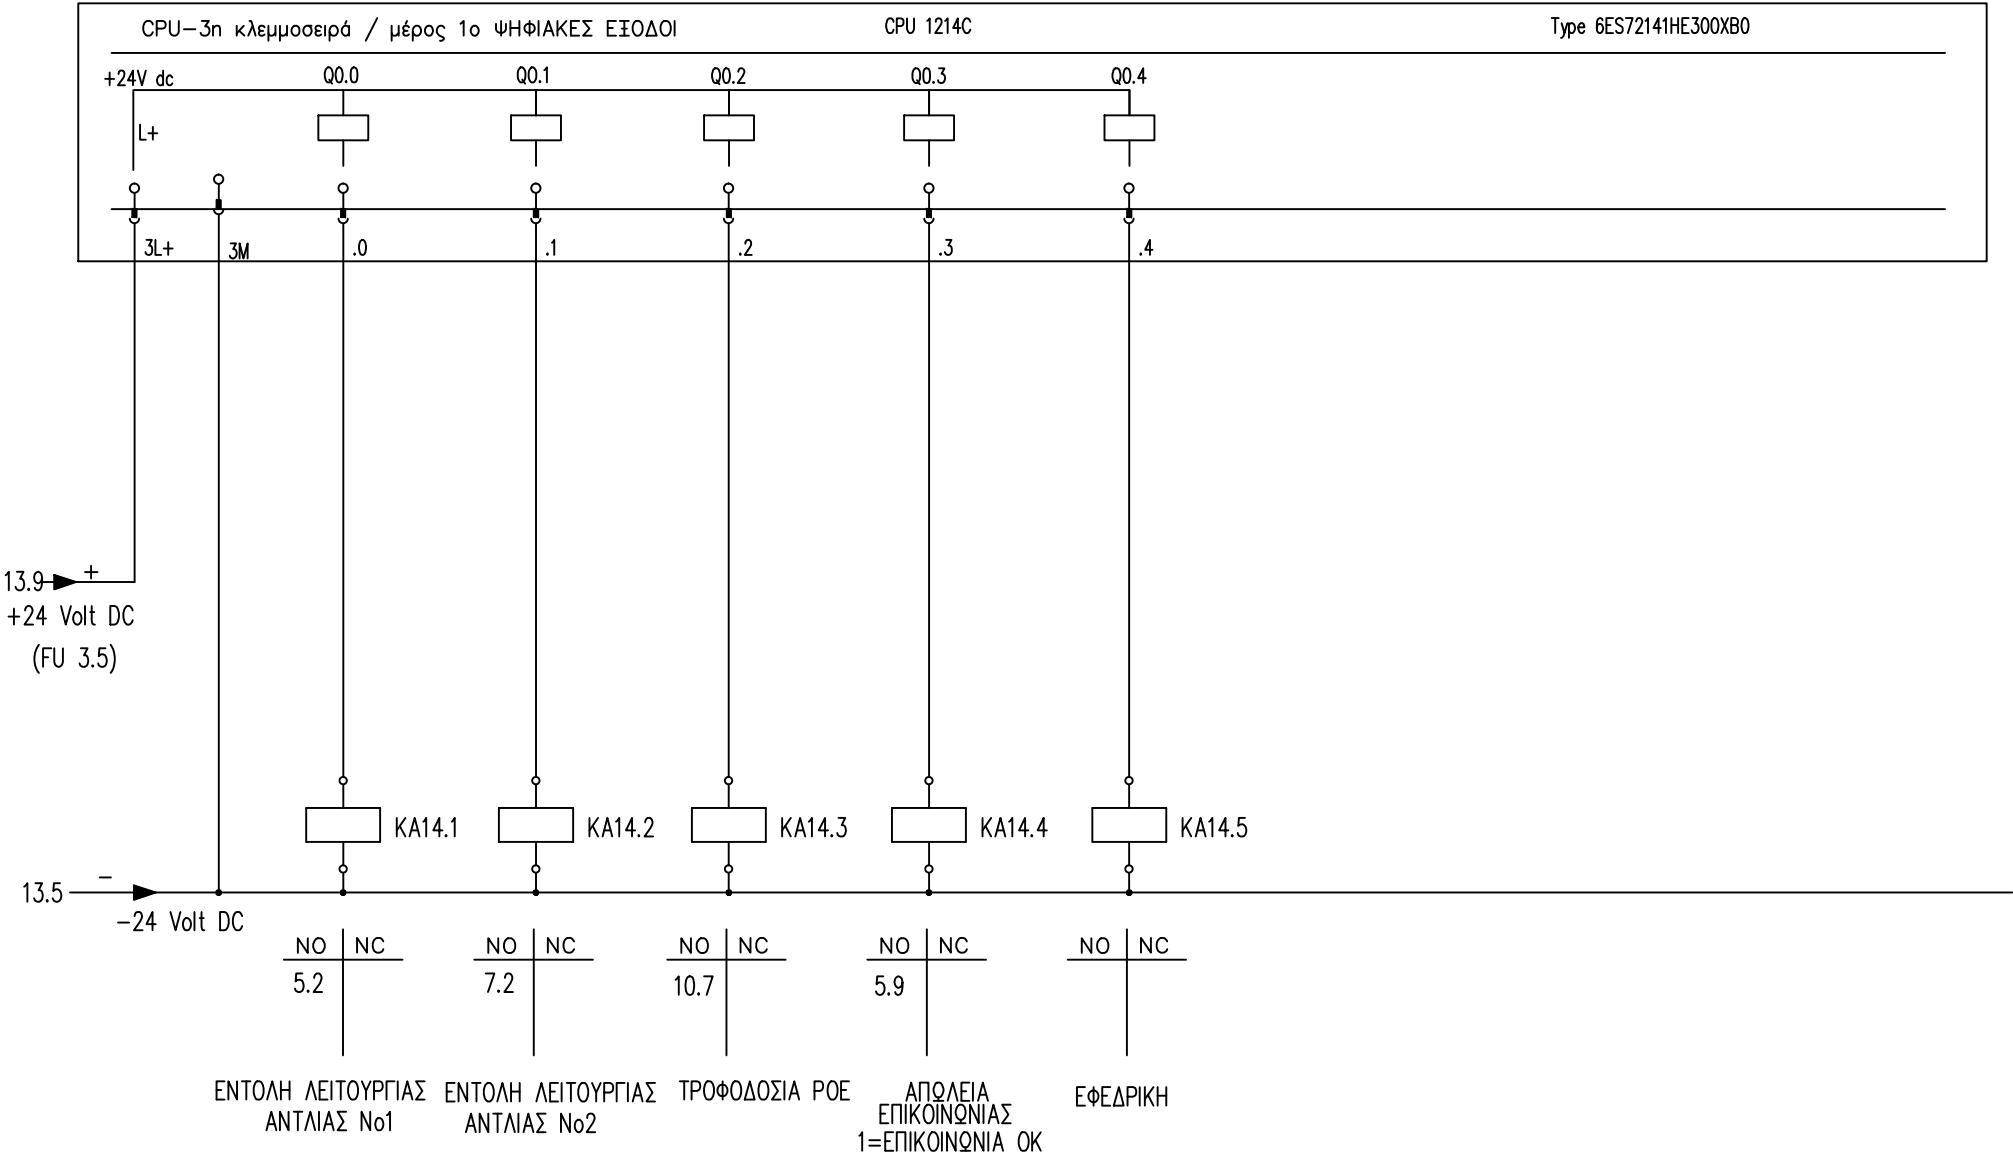 CPU-3η κλεμμοσειρά / μέρος 1ο ΨΗΦΙΑΚΕΣ ΕΞΟΔΟΙ
CPU 1214C
Type 6ES72141HE300XB0
+24V dc
Q0.0
Q0.1
Q0.2
Q0.3
Q0.4
L+
3L+
3M
.0
.1
.2
.3
.4
13.9
+
+24 Volt DC
(FU 3.5)
KA14.1
KA14.2
KA14.3
KA14.4
KA14.5
13.5
-
-24 Volt DC
NO NC
NO NC
NO NC
NO NC
NO NC
5.2
7.2
10.7
5.9
ΕΝΤΟΛΗ ΛΕΙΤΟΥΡΓΙΑΣ
ΑΝΤΛΙΑΣ Νο1
ΕΝΤΟΛΗ ΛΕΙΤΟΥΡΓΙΑΣ
ΑΝΤΛΙΑΣ Νο2
ΤΡΟΦΟΔΟΣΙΑ POE
ΑΠΩΛΕΙΑ
ΕΠΙΚΟΙΝΩΝΙΑΣ
1=ΕΠΙΚΟΙΝΩΝΙΑ ΟΚ
ΕΦΕΔΡΙΚΗ